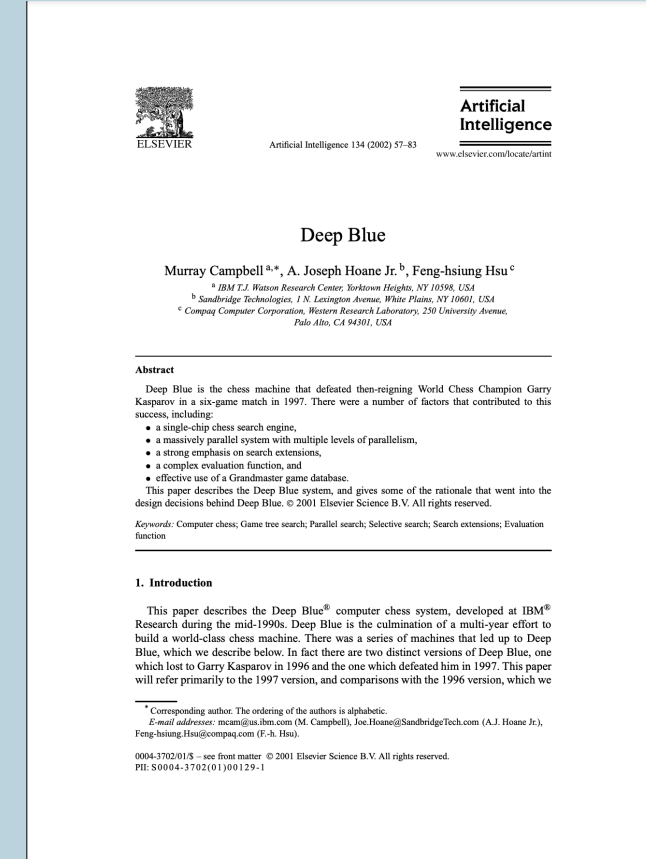 ELSEVIER
Artificial Intelligence 134 (2002) 57–83
Artificial
Intelligence
www.elsevier.com/locate/artint
Deep Blue
Murray Campbell a,*, A. Joseph Hoane Jr. b, Feng-hsiung Hsu c
a IBM T.J. Watson Research Center, Yorktown Heights, NY 10598, USA
b Sandbridge Technologies, 1 N. Lexington Avenue, White Plains, NY 10601, USA
c Compaq Computer Corporation, Western Research Laboratory, 250 University Avenue,
Palo Alto, CA 94301, USA
Abstract
Deep Blue is the chess machine that defeated then-reigning World Chess Champion Garry
Kasparov in a six-game match in 1997. There were a number of factors that contributed to this
success, including:
• a single-chip chess search engine,
• a massively parallel system with multiple levels of parallelism,
• a strong emphasis on search extensions,
• a complex evaluation function, and
• effective use of a Grandmaster game database.
This paper describes the Deep Blue system, and gives some of the rationale that went into the
design decisions behind Deep Blue. © 2001 Elsevier Science B.V. All rights reserved.
Keywords: Computer chess; Game tree search; Parallel search; Selective search; Search extensions; Evaluation
function
1. Introduction
This paper describes the Deep Blue® computer chess system, developed at IBM®
Research during the mid-1990s. Deep Blue is the culmination of a multi-year effort to
build a world-class chess machine. There was a series of machines that led up to Deep
Blue, which we describe below. In fact there are two distinct versions of Deep Blue, one
which lost to Garry Kasparov in 1996 and the one which defeated him in 1997. This paper
will refer primarily to the 1997 version, and comparisons with the 1996 version, which we
* Corresponding author. The ordering of the authors is alphabetic.
E-mail addresses: mcam@us.ibm.com (M. Campbell), Joe.Hoane@SandbridgeTech.com (A.J. Hoane Jr.),
Feng-hsiung.Hsu@compaq.com (F.-h. Hsu).
0004-3702/01/$ – see front matter © 2001 Elsevier Science B.V. All rights reserved.
PII: S0004-3702(01)00129-1